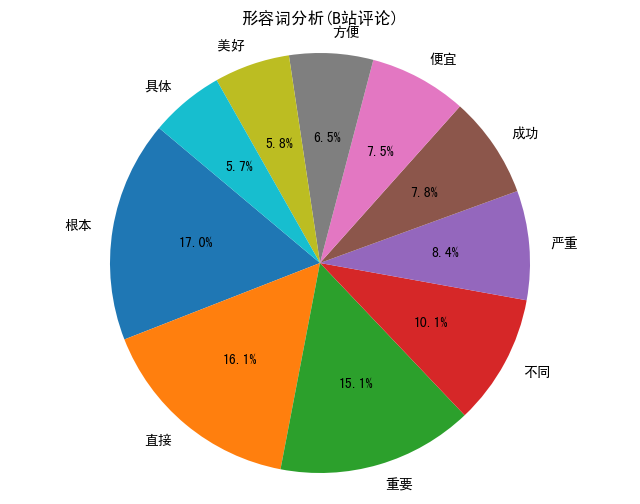 形容词分析(B站评论)
方便
美好
便宜
具体
成功
6.5%
5.8%
7.5%
5.7%
7.8%
根本
17.0%
8.4%
严重
10.1%
16.1%
不同
15.1%
直接
重要